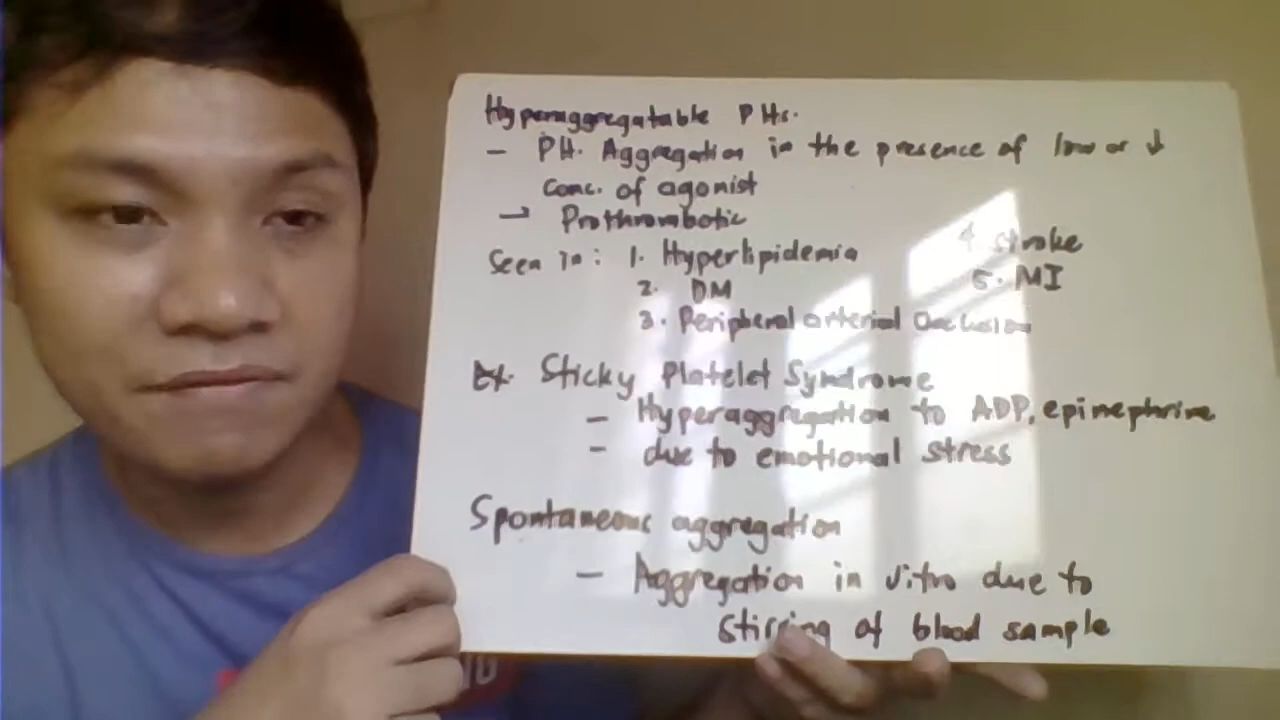 Hyperaggregatable Plts.
- Plt. Aggregation in the presence of low or ↓
conc. of agonist
→ Prothrombotic
Seen in: 1. Hyperlipidemia 4 stroke
2. DM 5. MI
3. Peripheral arterial Occlusion
Ex. Sticky Platelet Syndrome
- Hyperaggregation to ADP, epinephrine
- due to emotional stress
Spontaneous aggregation
- Aggregation in vitro due to
stirring of blood sample